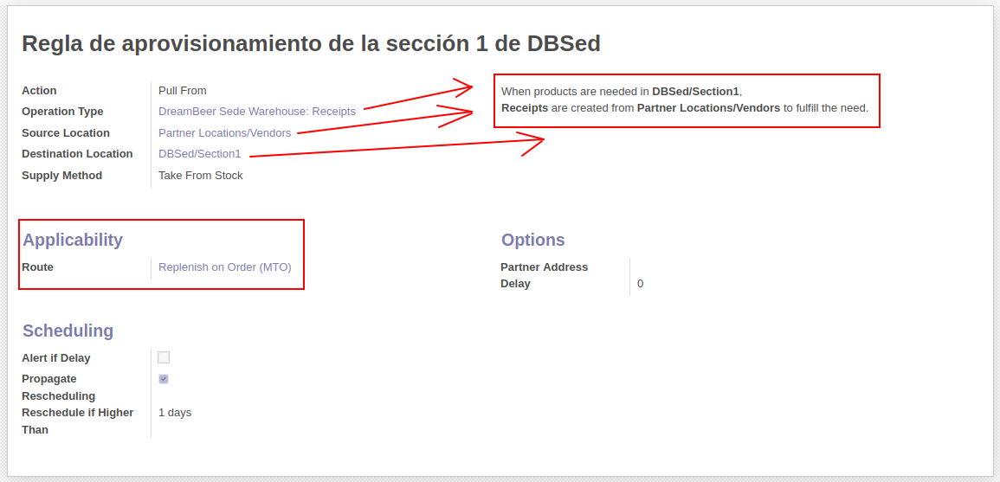 Regla de aprovisionamiento de la sección 1 de DBSed
Action Pull From
Operation Type DreamBeer Sede Warehouse: Receipts
Source Location Partner Locations/Vendors
Destination Location DBSed/Section1
Supply Method Take From Stock
When products are needed in DBSed/Section1,
Receipts are created from Partner Locations/Vendors to fulfill the need.
Applicability
Route Replenish on Order (MTO)
Options
Partner Address
Delay 0
Scheduling
Alert if Delay
Propagate
Rescheduling
Reschedule if Higher 1 days
Than